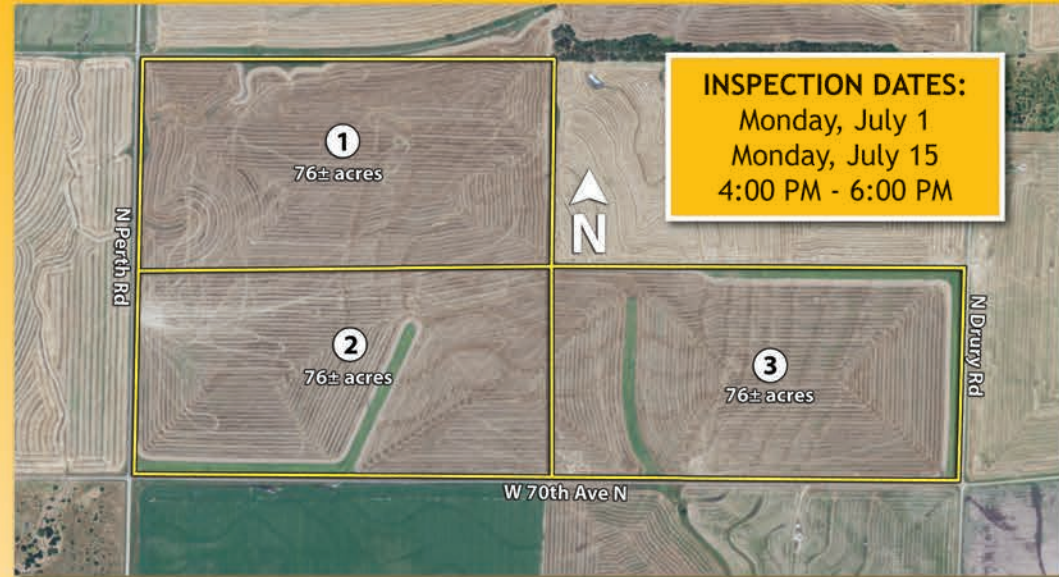 INSPECTION DATES:
Monday, July 1
Monday, July 15
4:00 PM - 6:00 PM
1
76± acres
N
N Perth Rd
2
76± acres
3
76± acres
N Drury Rd
W 70th Ave N